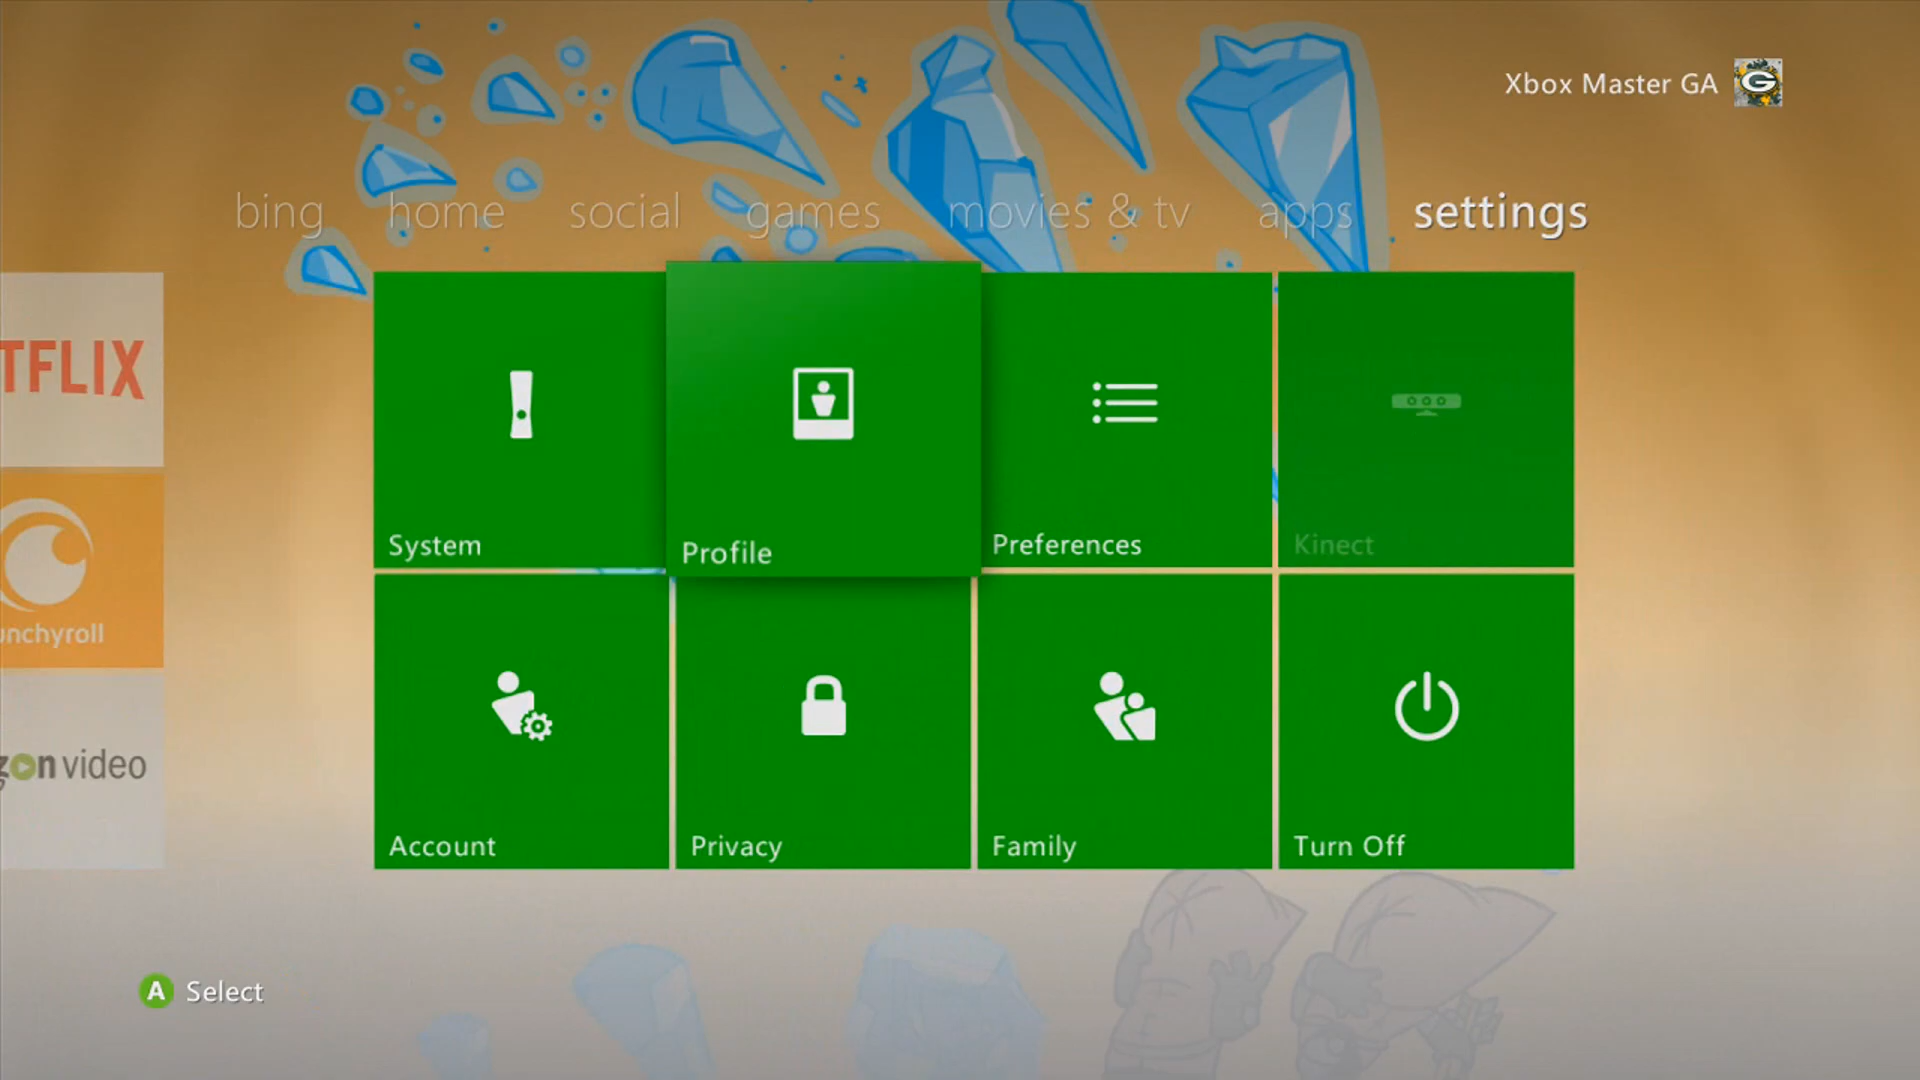 Xbox Master GA
G
bing home social games movies & tv apps settings
TFLIX
System
Profile
Preferences
Kinect
nchyroll
zon video
Account
Privacy
Family
Turn Off
A Select